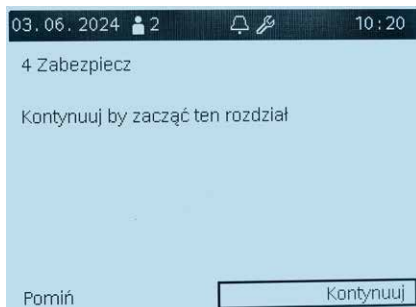 03.06.2024 2 10:20
4 Zabezpiecz
Kontynuuj by zacząć ten rozdział
Pomiń Kontynuuj